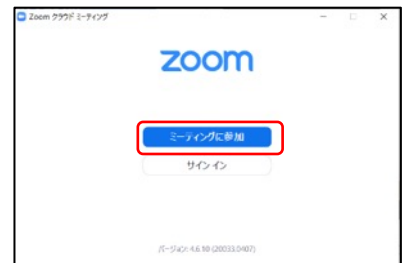 Zoom クラウド ミーティング
zoom
ミーティングに参加
サイン イン
バージョン: 4.6.10 (20033.0407)